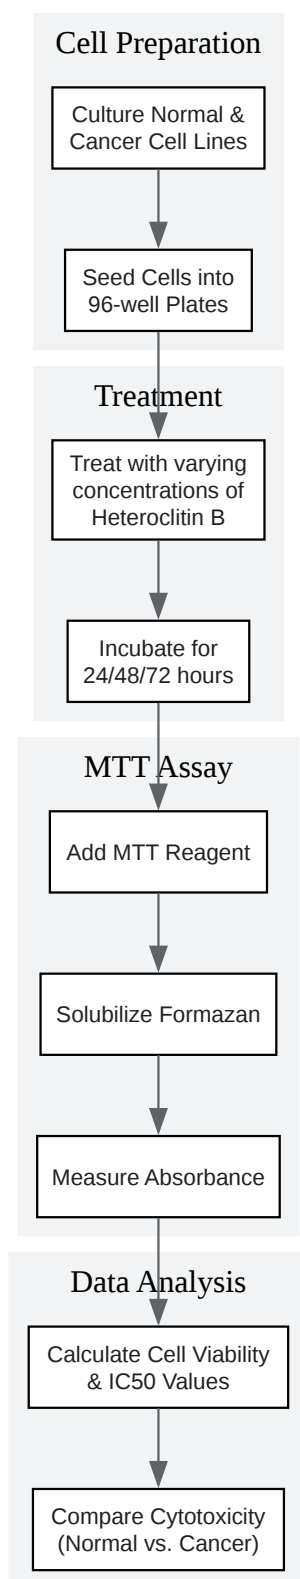 Cell Preparation
Culture Normal &
Cancer Cell Lines
Seed Cells into
96-well Plates
Treatment
Treat with varying
concentrations of
Heteroclitin B
Incubate for
24/48/72 hours
MTT Assay
Add MTT Reagent
Solubilize Formazan
Measure Absorbance
Data Analysis
Calculate Cell Viability
& IC50 Values
Compare Cytotoxicity
(Normal vs. Cancer)